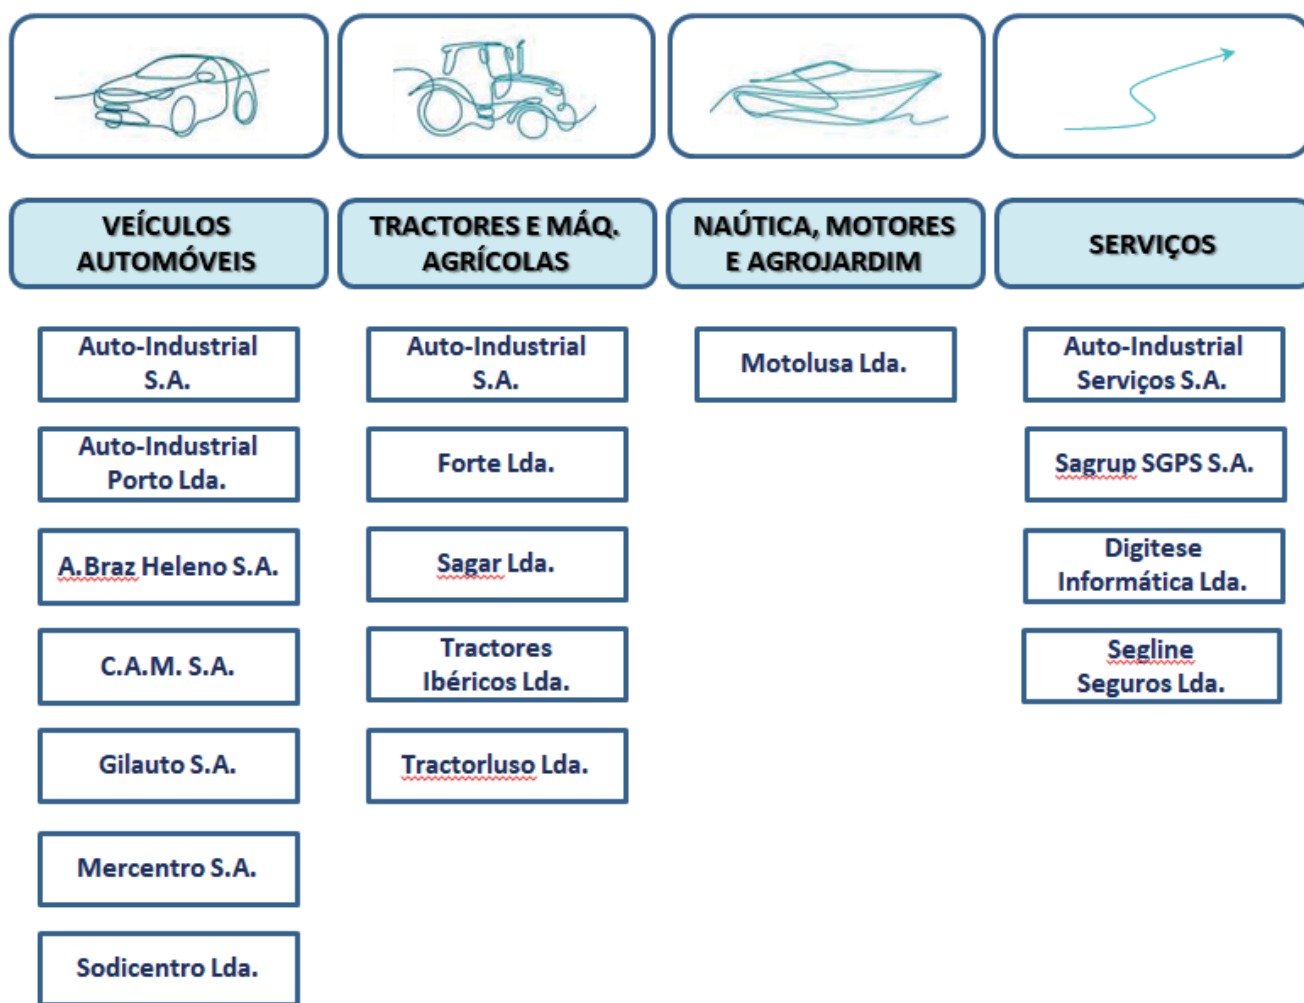 VEÍCULOS
AUTOMÓVEIS
TRACTORES E MÁQ.
AGRÍCOLAS
NAÚTICA, MOTORES
E AGROJARDIM
SERVIÇOS
Auto-Industrial
S.A.
Auto-Industrial
Porto Lda.
A.Braz Heleno S.A.
C.A.M. S.A.
Gilauto S.A.
Mercentro S.A.
Sodicentro Lda.
Auto-Industrial
S.A.
Forte Lda.
Sagar Lda.
Tractores
Ibéricos Lda.
Tractorluso Lda.
Motolusa Lda.
Auto-Industrial
Serviços S.A.
Sagrup SGPS S.A.
Digitese
Informática Lda.
Segline
Seguros Lda.